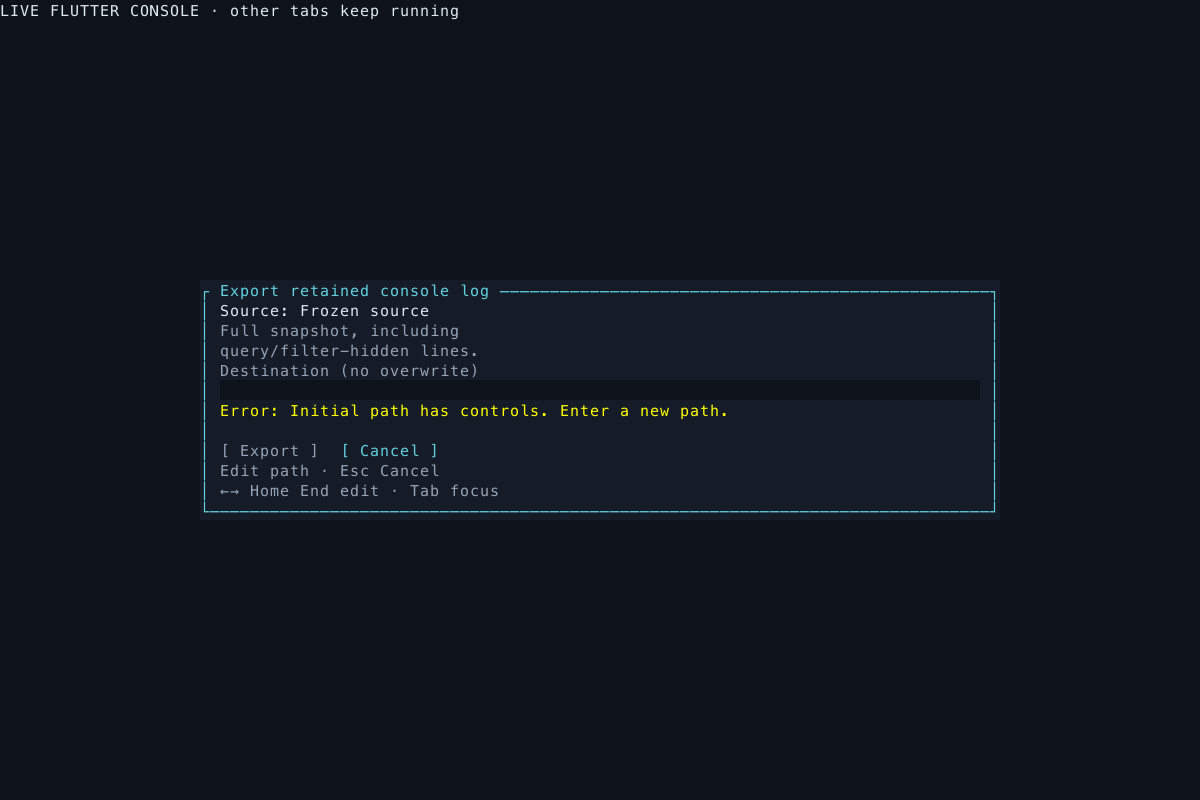 LIVE FLUTTER CONSOLE · other tabs keep running
Export retained console log
Source: Frozen source
Full snapshot, including
query/filter-hidden lines.
Destination (no overwrite)
Error: Initial path has controls. Enter a new path.
[ Export ]  [ Cancel ]
Edit path · Esc Cancel
←→ Home End edit · Tab focus